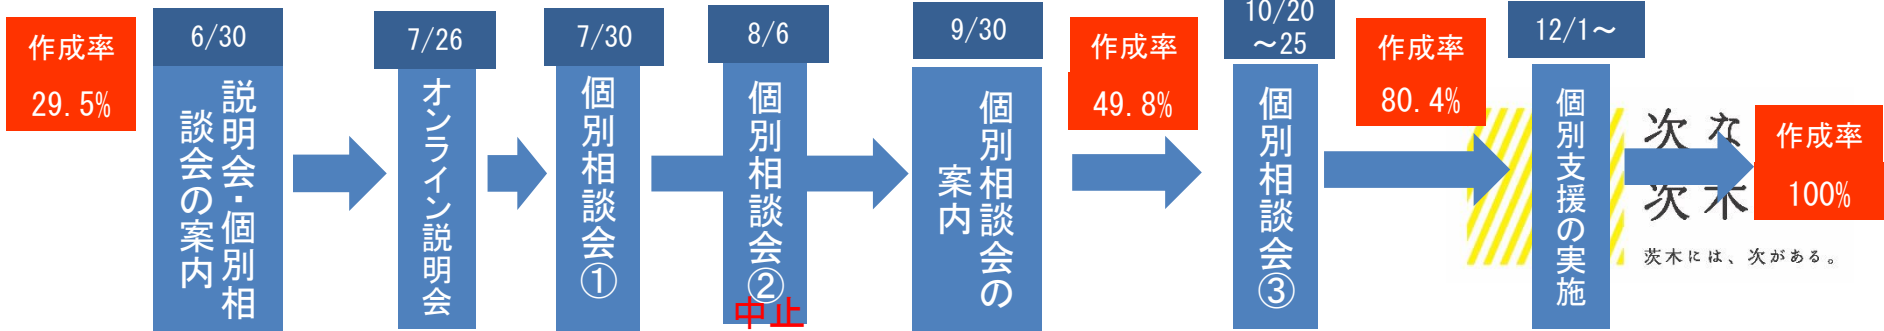 作成率
29.5%
6/30
説明会・個別相
談会の案内
7/26
オンライン説明会
7/30
個別相談会①
8/6
個別相談会②
中止
9/30
個別相談会の
案内
作成率
49.8%
10/20
～25
個別相談会③
作成率
80.4%
12/1～
個別支援の実施
次な
茨木
茨木には、次がある。
作成率
100%